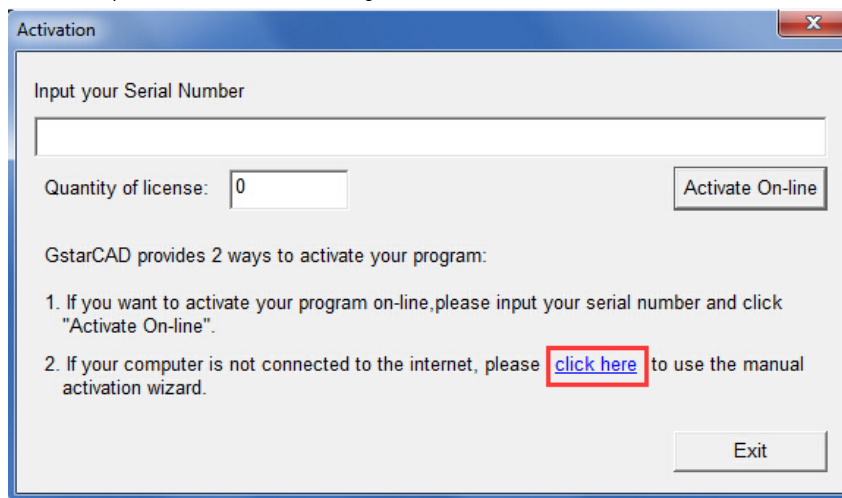 Activation
Input your Serial Number
Quantity of license: 0
Activate On-line
GstarCAD provides 2 ways to activate your program:
1. If you want to activate your program on-line,please input your serial number and click
"Activate On-line".
2. If your computer is not connected to the internet, please click here to use the manual
activation wizard.
Exit